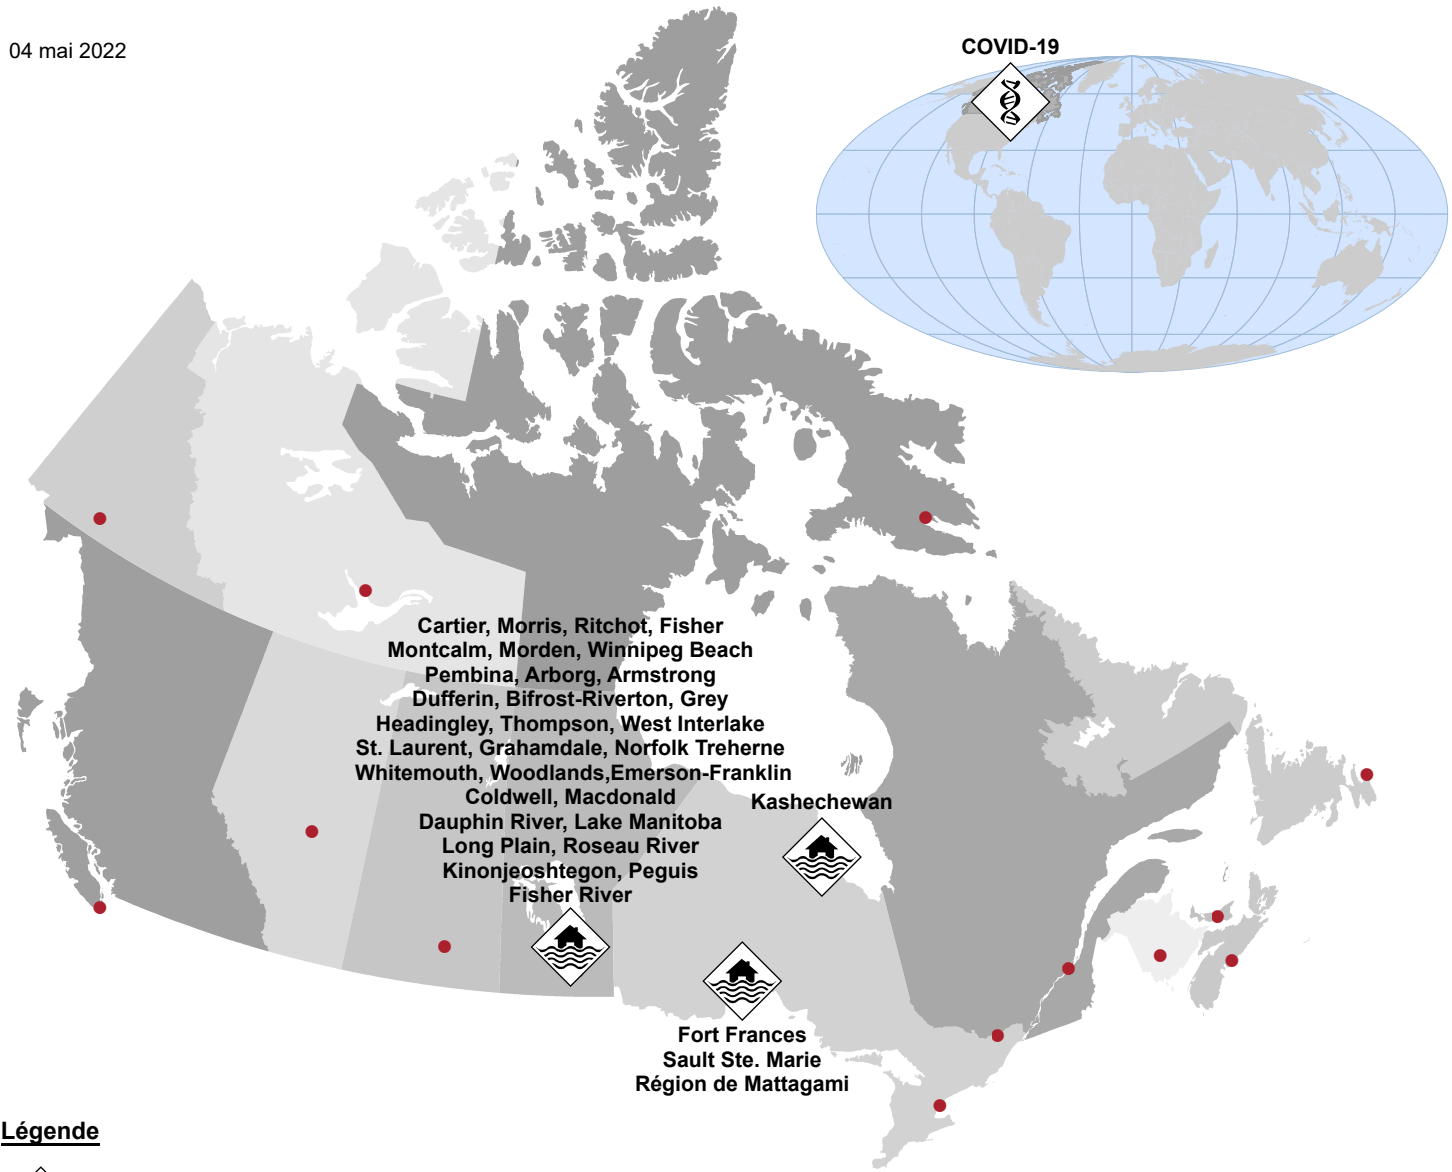 04 mai 2022
COVID-19
Cartier, Morris, Ritchot, Fisher
Montcalm, Morden, Winnipeg Beach
Pembina, Arborg, Armstrong
Dufferin, Bifrost-Riverton, Grey
Headingley, Thompson, West Interlake
St. Laurent, Grahamdale, Norfolk Treherne
Whitemouth, Woodlands,Emerson-Franklin
Coldwell, Macdonald
Dauphin River, Lake Manitoba
Long Plain, Roseau River
Kinonjeoshtegon, Peguis
Fisher River
Kashechewan
Fort Frances
Sault Ste. Marie
Région de Mattagami
Légende